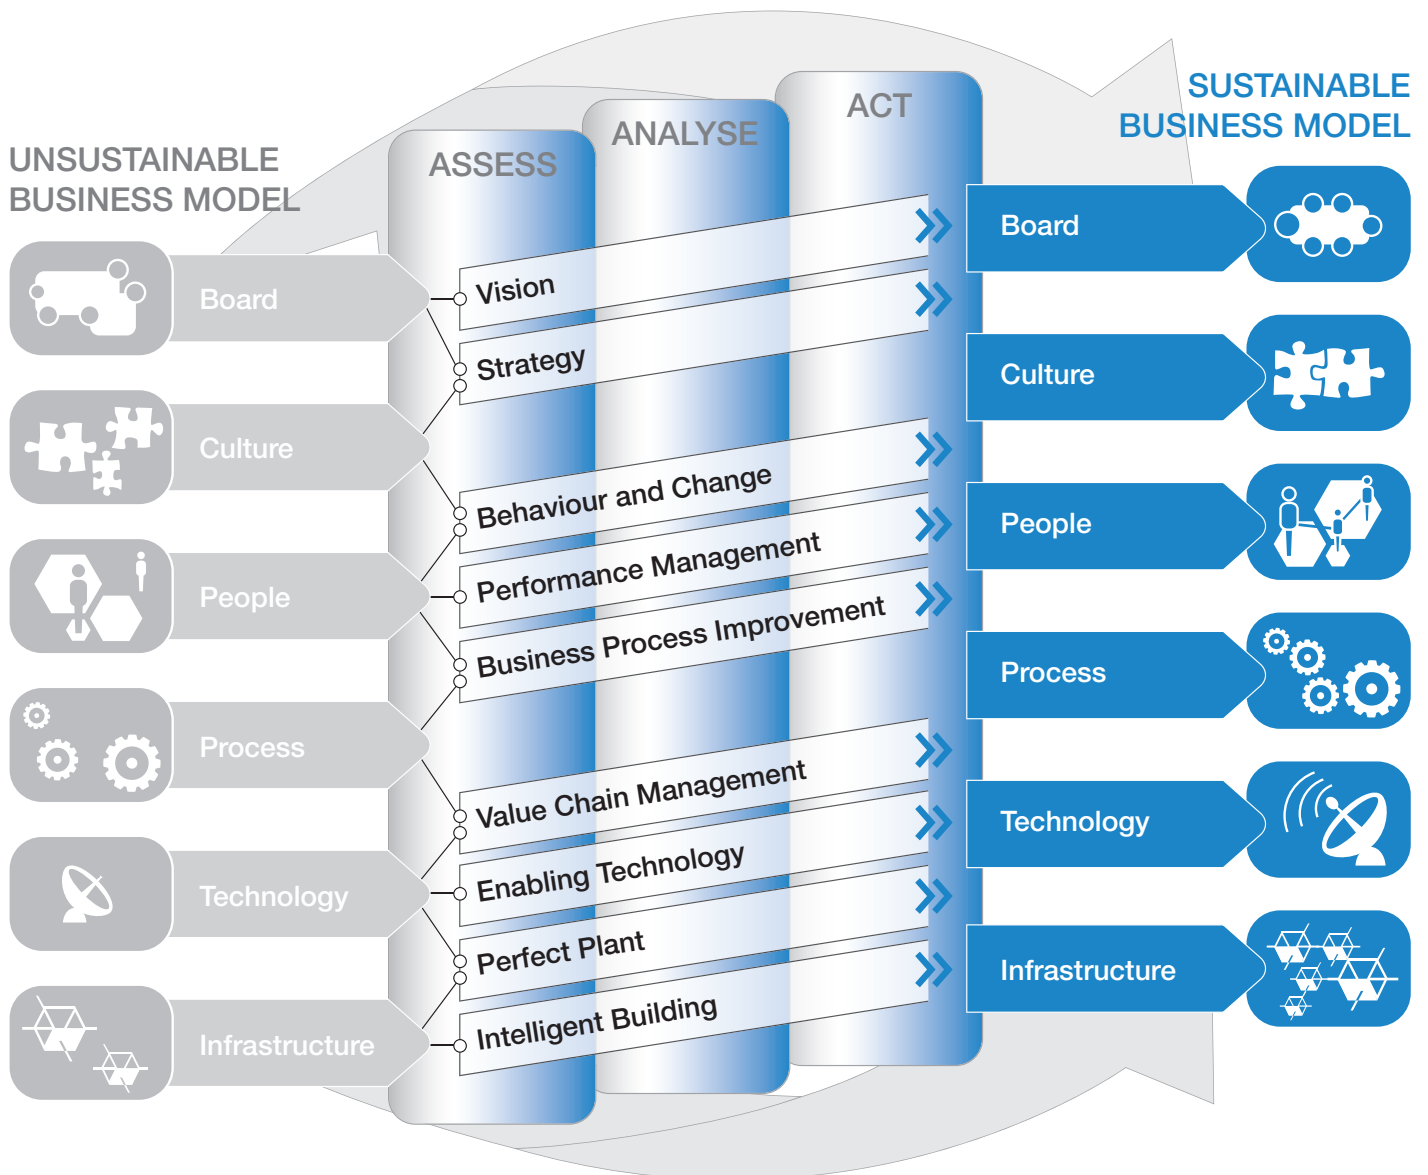 UNSUSTAINABLE
BUSINESS MODEL
Board
Culture
People
Process
Technology
Infrastructure
ASSESS
ANALYSE
ACT
Vision
Strategy
Behaviour and Change
Performance Management
Business Process Improvement
Value Chain Management
Enabling Technology
Perfect Plant
Intelligent Building
SUSTAINABLE
BUSINESS MODEL
Board
Culture
People
Process
Technology
Infrastructure